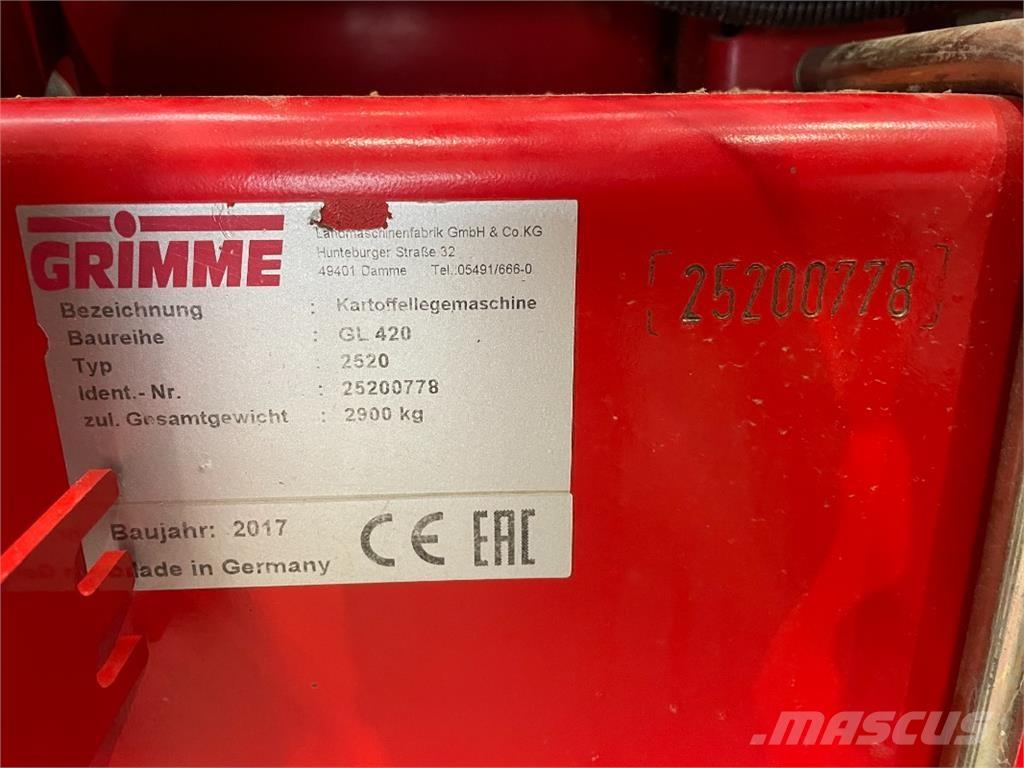 GRIMME
Landmaschinenfabrik GmbH & Co.KG
Hunteburger Straße 32
49401 Damme Tel.:05491/666-0
Bezeichnung : Kartoffellegemaschine
Baureihe : GL 420
Typ : 2520
Ident.- Nr. : 25200778
zul. Gesamtgewicht : 2900 kg
Baujahr: 2017
Made in Germany
CE EAC
[25200778]
MASCUS